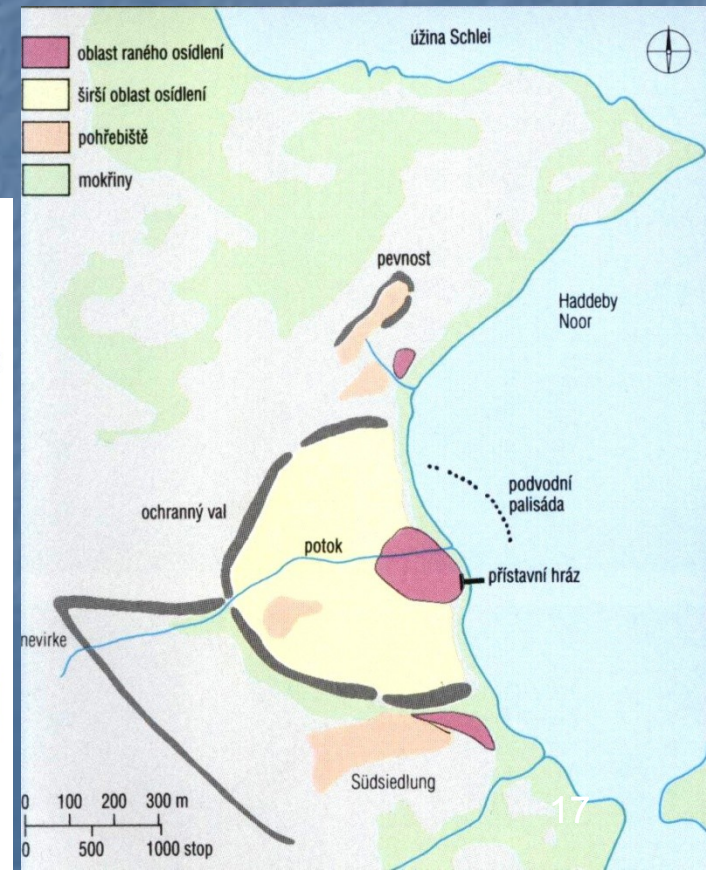 oblast raného osídlení
širší oblast osídlení
pohřebiště
mokřiny
úžina Schlei
pevnost
Haddeby
Noor
ochranný val
podvodní
palisáda
potok
přístavní hráz
nevirke
Südsiedlung
0 100 200 300 m
0 500 1000 stop
17